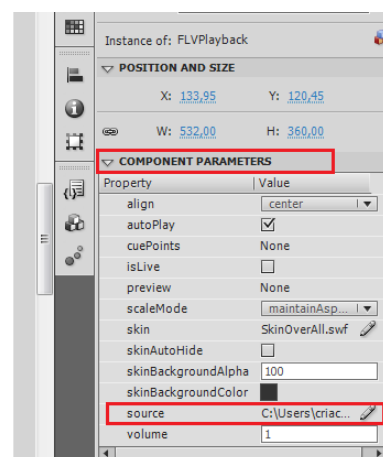 Instance of: FLVPlayback
POSITION AND SIZE
X: 133,95 Y: 120,45
W: 532,00 H: 360,00
COMPONENT PARAMETERS
Property Value
align center
autoPlay
cuePoints None
isLive
preview None
scaleMode maintainAsp...
skin SkinOverAll.swf
skinAutoHide
skinBackgroundAlpha 100
skinBackgroundColor
source C:\Users\criac...
volume 1